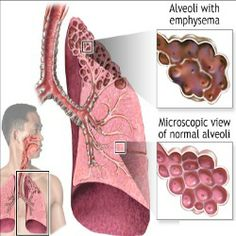 Alveoli with
emphysema
Microscopic view
of normal alveoli